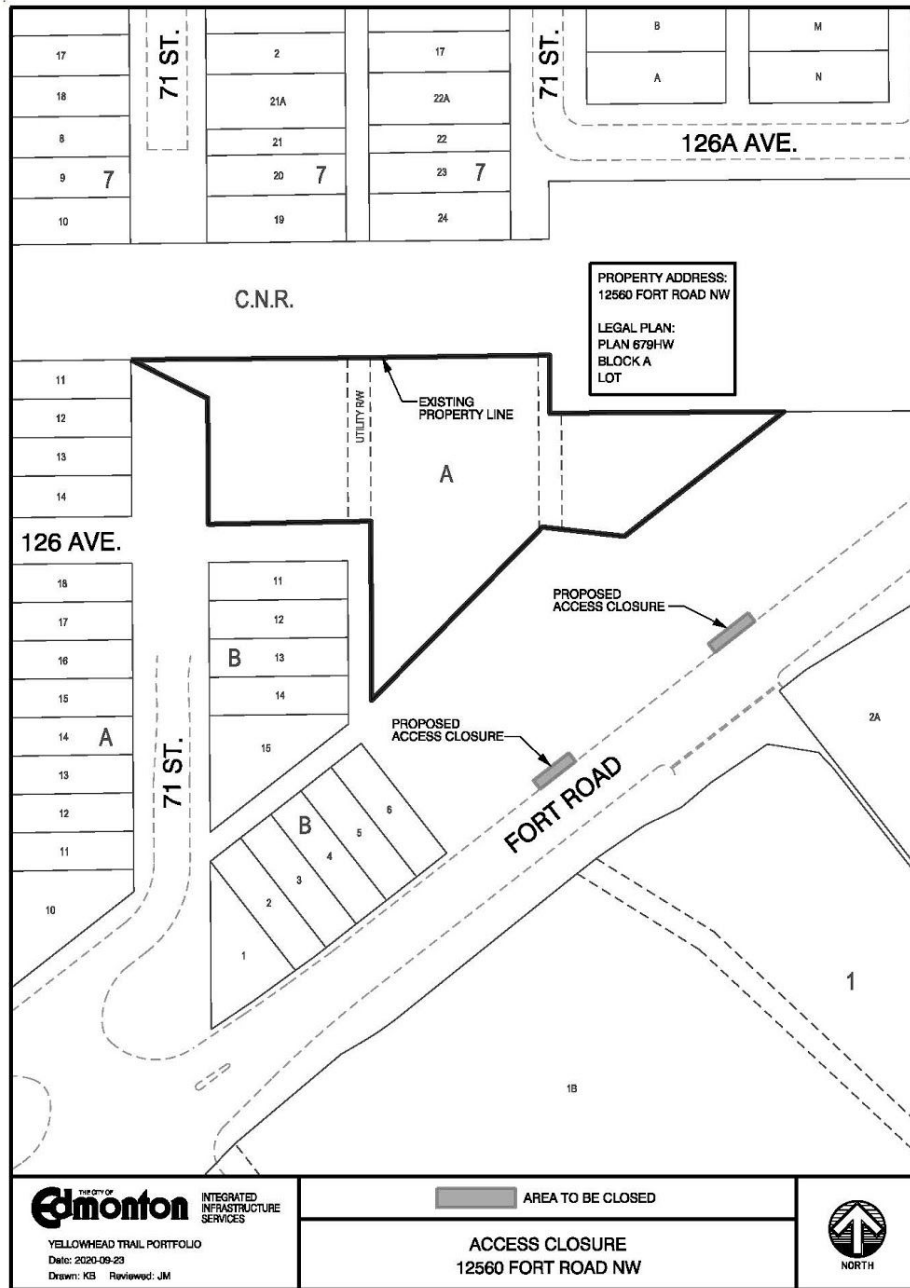 17
18
8
9 7
10
71 ST.
2
21A
21
20 7
19
17
22A
22
23 7
24
71 ST.
B
A
M
N
126A AVE.
C.N.R.
PROPERTY ADDRESS:
12560 FORT ROAD NW
LEGAL PLAN:
PLAN 679HW
BLOCK A
LOT
11
12
13
14
UTILITY R/W
EXISTING
PROPERTY LINE
A
126 AVE.
18
17
16
15
14 A
13
12
11
10
71 ST.
11
12
B 13
14
15
PROPOSED
ACCESS CLOSURE
PROPOSED
ACCESS CLOSURE
FORT ROAD
2A
B
1
2
3
4
5
6
1
1B
THE CITY OF
Edmonton
INTEGRATED
INFRASTRUCTURE
SERVICES
YELLOWHEAD TRAIL PORTFOLIO
Date: 2020-09-23
Drawn: KB Reviewed: JM
AREA TO BE CLOSED
ACCESS CLOSURE
12560 FORT ROAD NW
NORTH